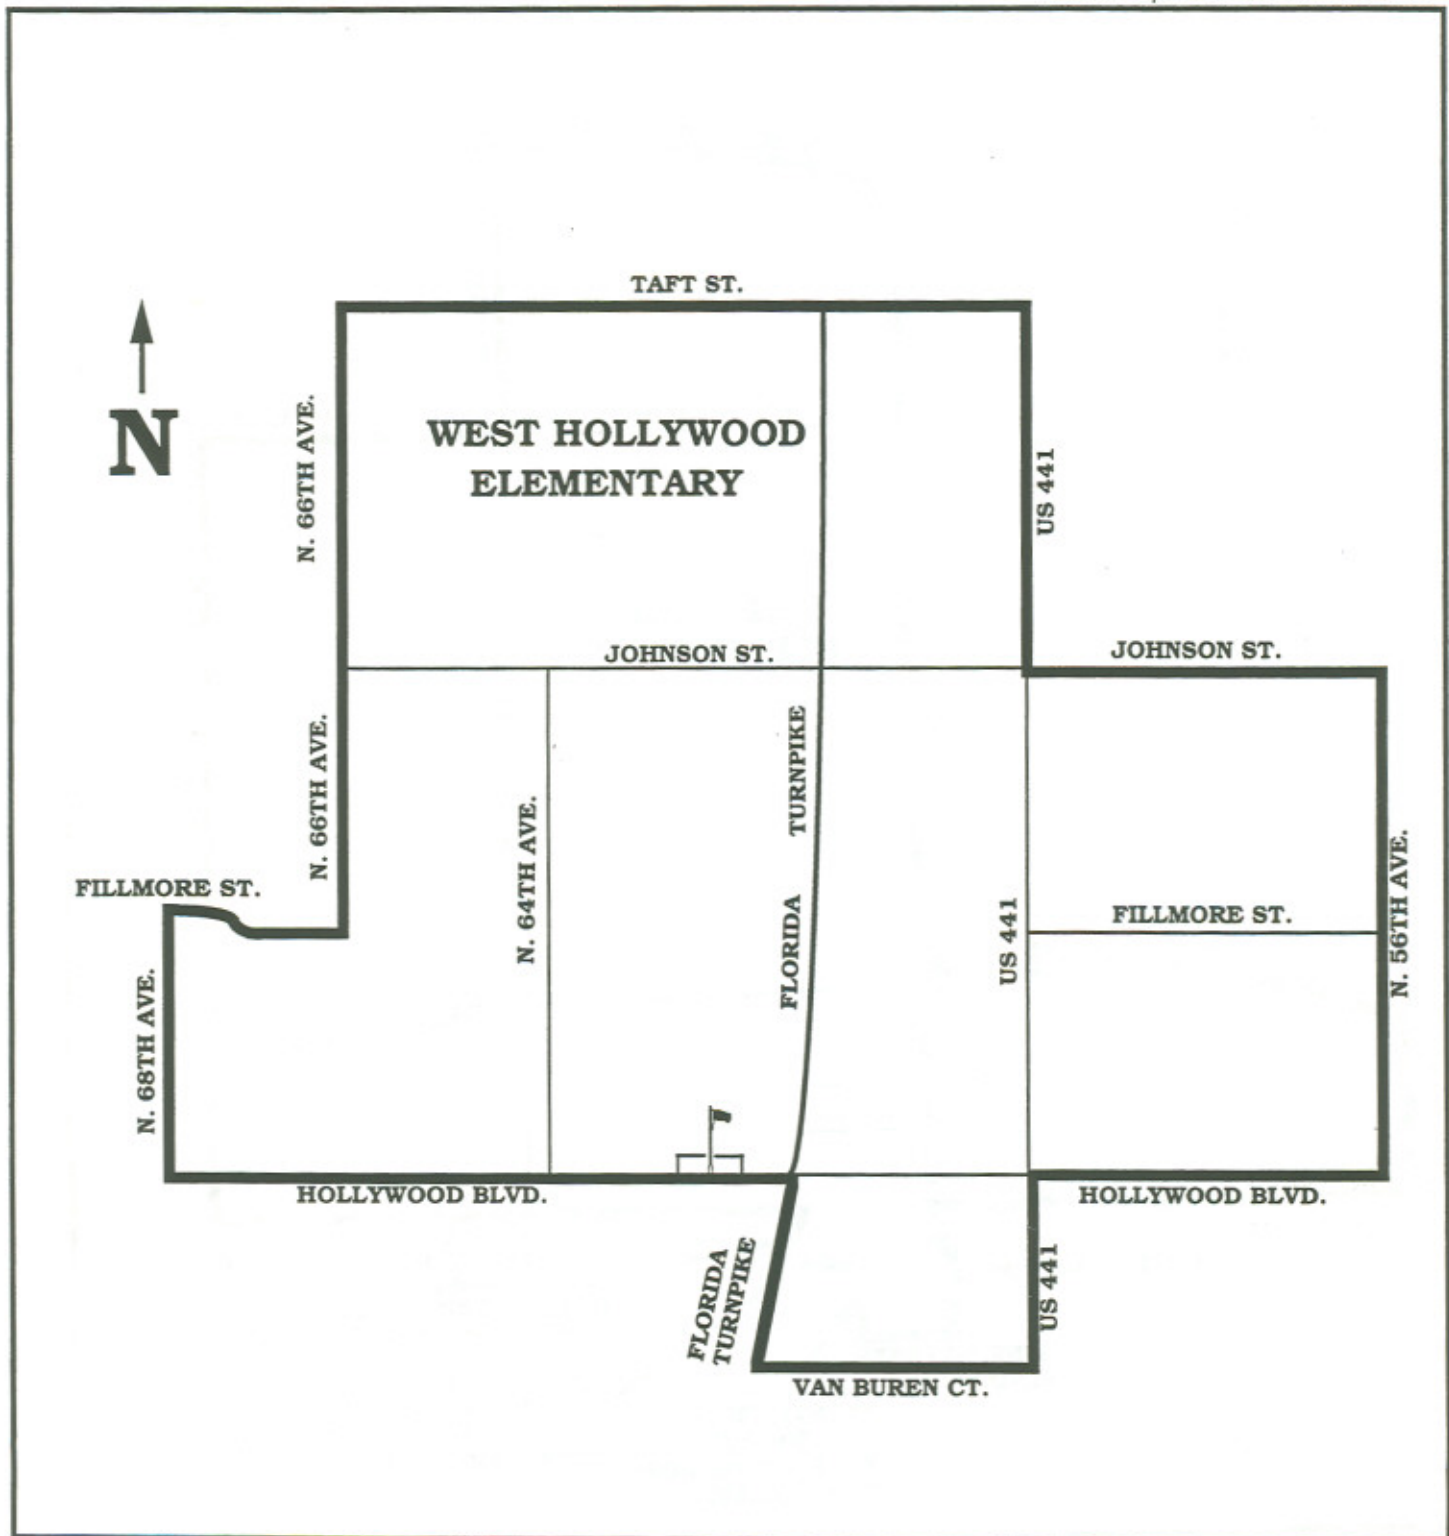 TAFT ST.
N
N. 66TH AVE.
WEST HOLLYWOOD
ELEMENTARY
US 441
JOHNSON ST.
JOHNSON ST.
N. 66TH AVE.
FLORIDA TURNPIKE
N. 64TH AVE.
FILLMORE ST.
US 441
FILLMORE ST.
N. 56TH AVE.
N. 68TH AVE.
HOLLYWOOD BLVD.
HOLLYWOOD BLVD.
FLORIDA
TURNPIKE
US 441
VAN BUREN CT.